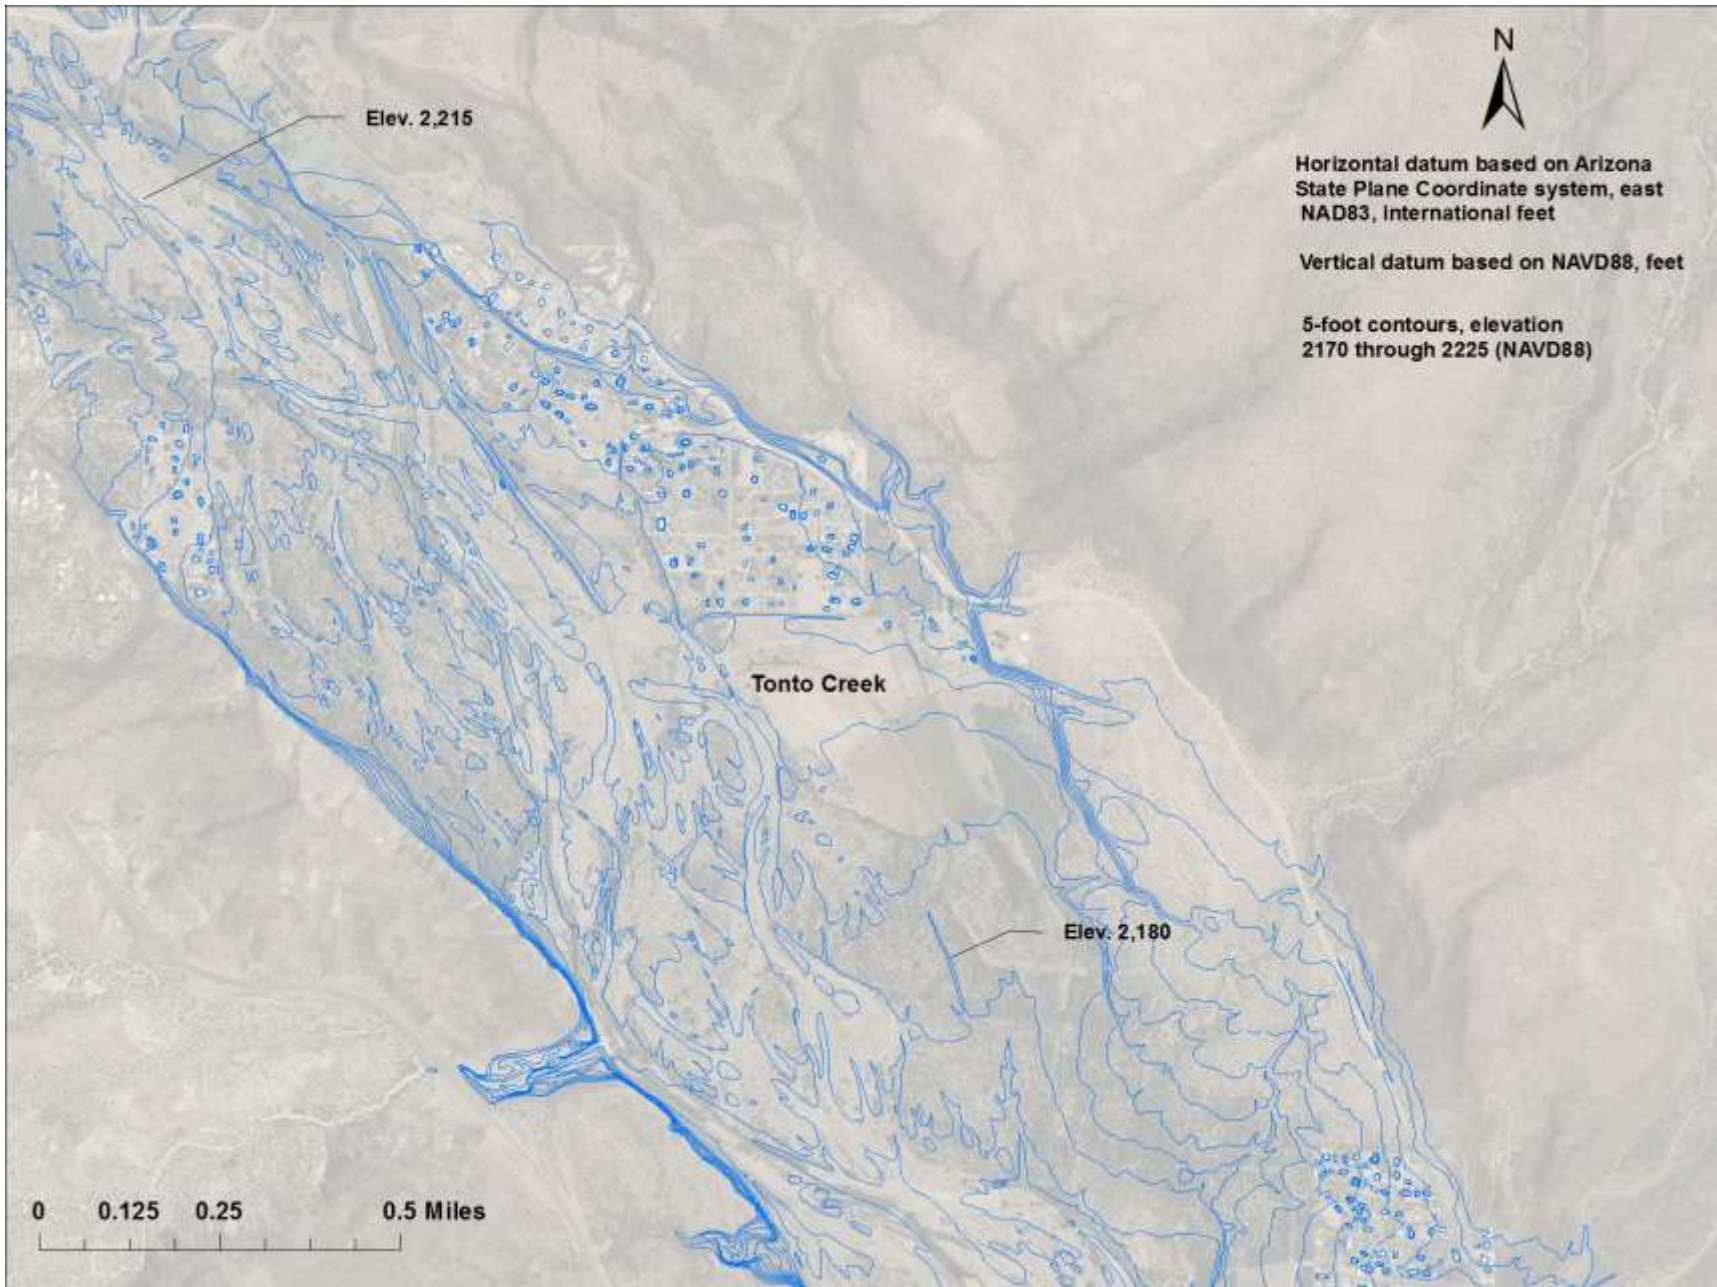 N
Elev. 2,215
Horizontal datum based on Arizona
State Plane Coordinate system, east
NAD83, international feet
Vertical datum based on NAVD88, feet
5-foot contours, elevation
2170 through 2225 (NAVD88)
Tonto Creek
Elev. 2,180
0 0.125 0.25 0.5 Miles